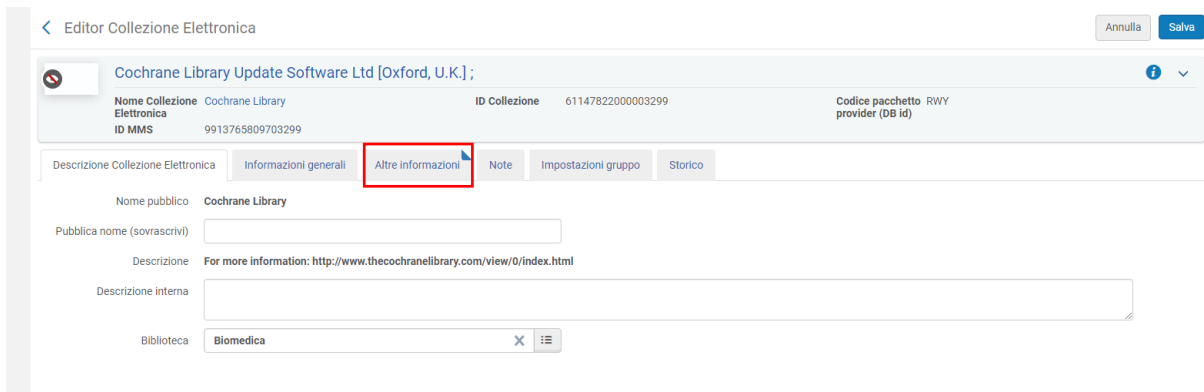 Editor Collezione Elettronica
Annulla
Salva
Cochrane Library Update Software Ltd [Oxford, U.K.] ;
Nome Collezione Elettronica Cochrane Library
ID Collezione 61147822000003299
Codice pacchetto provider (DB id) RWY
ID MMS 9913765809703299
Descrizione Collezione Elettronica
Informazioni generali
Altre informazioni
Note
Impostazioni gruppo
Storico
Nome pubblico Cochrane Library
Pubblica nome (sovrascrivi)
Descrizione For more information: http://www.thecochranelibrary.com/view/0/index.html
Descrizione interna
Biblioteca Biomedica